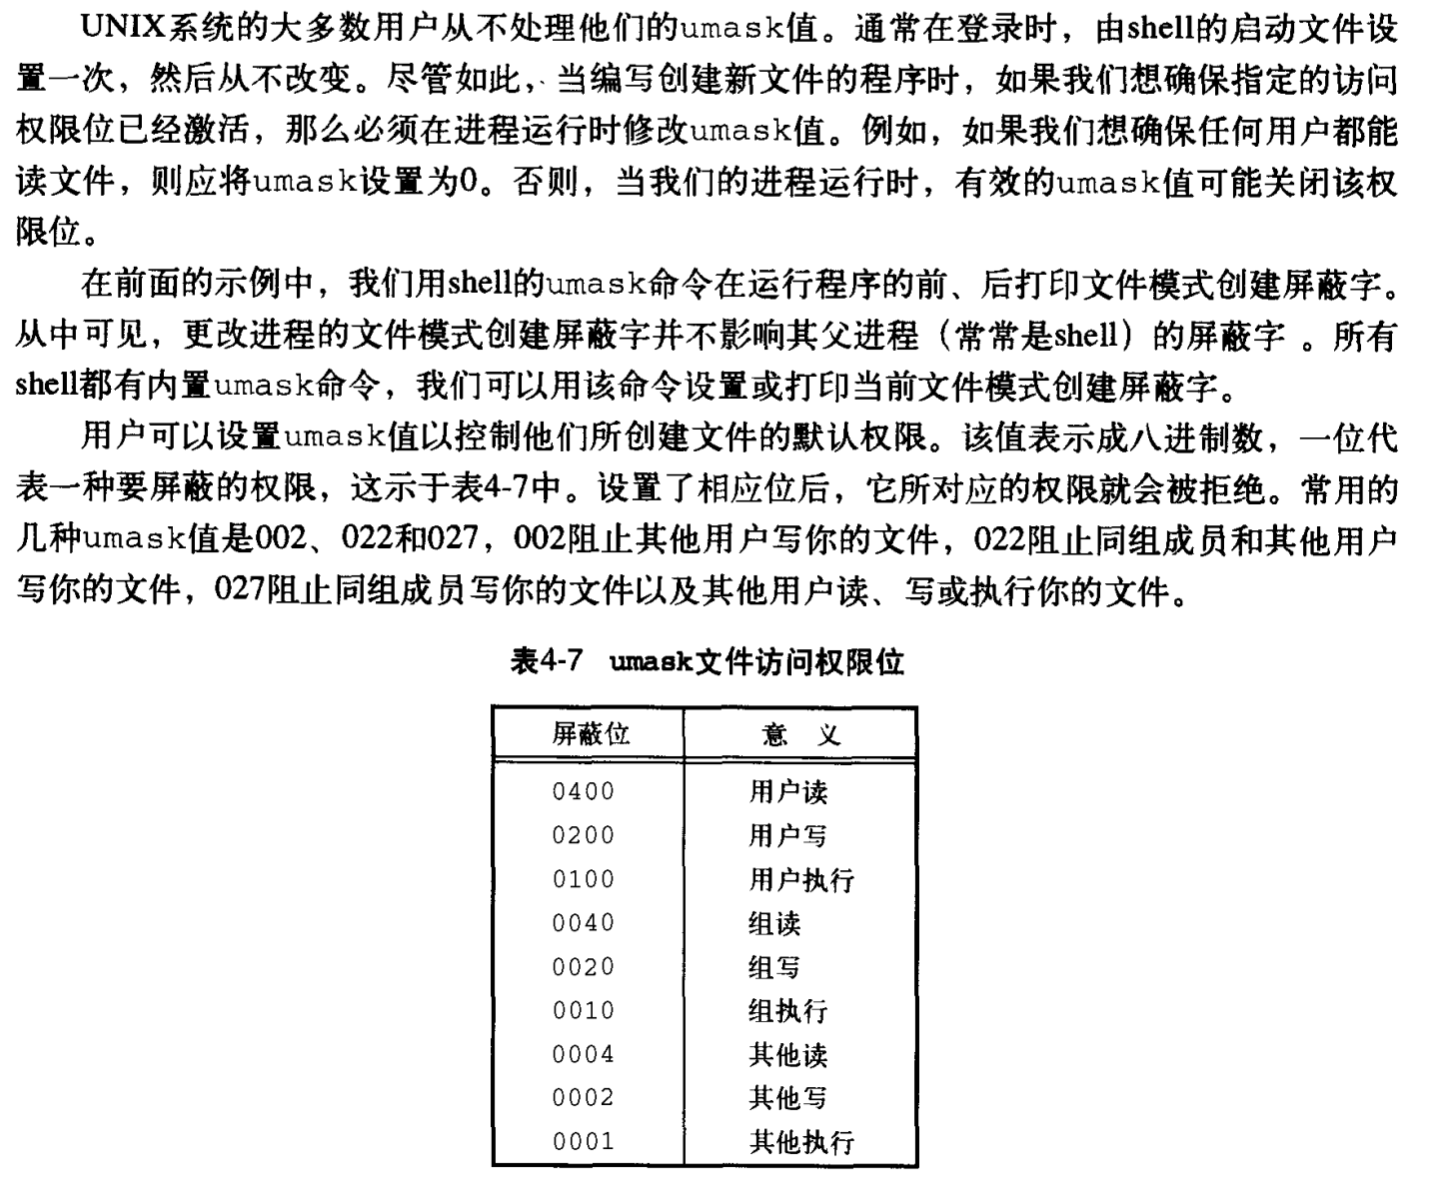 UNIX系统的大多数用户从不处理他们的umask值。通常在登录时，由shell的启动文件设
置一次，然后从不改变。尽管如此，当编写创建新文件的程序时，如果我们想确保指定的访问
权限位已经激活，那么必须在进程运行时修改umask值。例如，如果我们想确保任何用户都能
读文件，则应将umask设置为0。否则，当我们的进程运行时，有效的umask值可能关闭该权
限位。
在前面的示例中，我们用shell的umask命令在运行程序的前、后打印文件模式创建屏蔽字。
从中可见，更改进程的文件模式创建屏蔽字并不影响其父进程（常常是shell）的屏蔽字 。所有
shell都有内置umask命令，我们可以用该命令设置或打印当前文件模式创建屏蔽字。
用户可以设置umask值以控制他们所创建文件的默认权限。该值表示成八进制数，一位代
表一种要屏蔽的权限，这示于表4-7中。设置了相应位后，它所对应的权限就会被拒绝。常用的
几种umask值是002、022和027，002阻止其他用户写你的文件，022阻止同组成员和其他用户
写你的文件，027阻止同组成员写你的文件以及其他用户读、写或执行你的文件。
表4-7 umask文件访问权限位
屏蔽位 意 义
0400 用户读
0200 用户写
0100 用户执行
0040 组读
0020 组写
0010 组执行
0004 其他读
0002 其他写
0001 其他执行